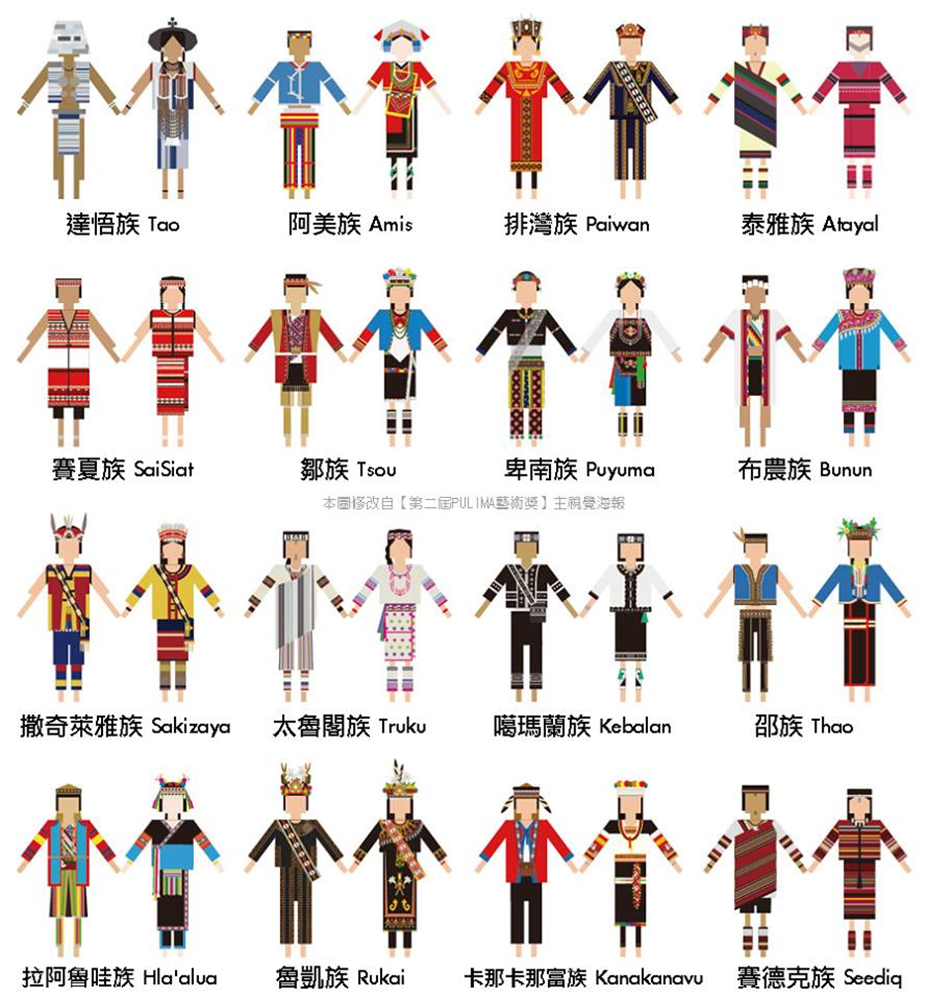 達悟族 Tao 阿美族 Amis 排灣族 Paiwan 泰雅族 Atayal
賽夏族 SaiSiat 鄒族 Tsou 卑南族 Puyuma 布農族 Bunun
本圖修改自【第二屆PULIMA藝術獎】主視覺海報
撒奇萊雅族 Sakizaya 太魯閣族 Truku 噶瑪蘭族 Kebalan 邵族 Thao
拉阿魯哇族 Hla'alua 魯凱族 Rukai 卡那卡那富族 Kanakanavu 賽德克族 Seediq